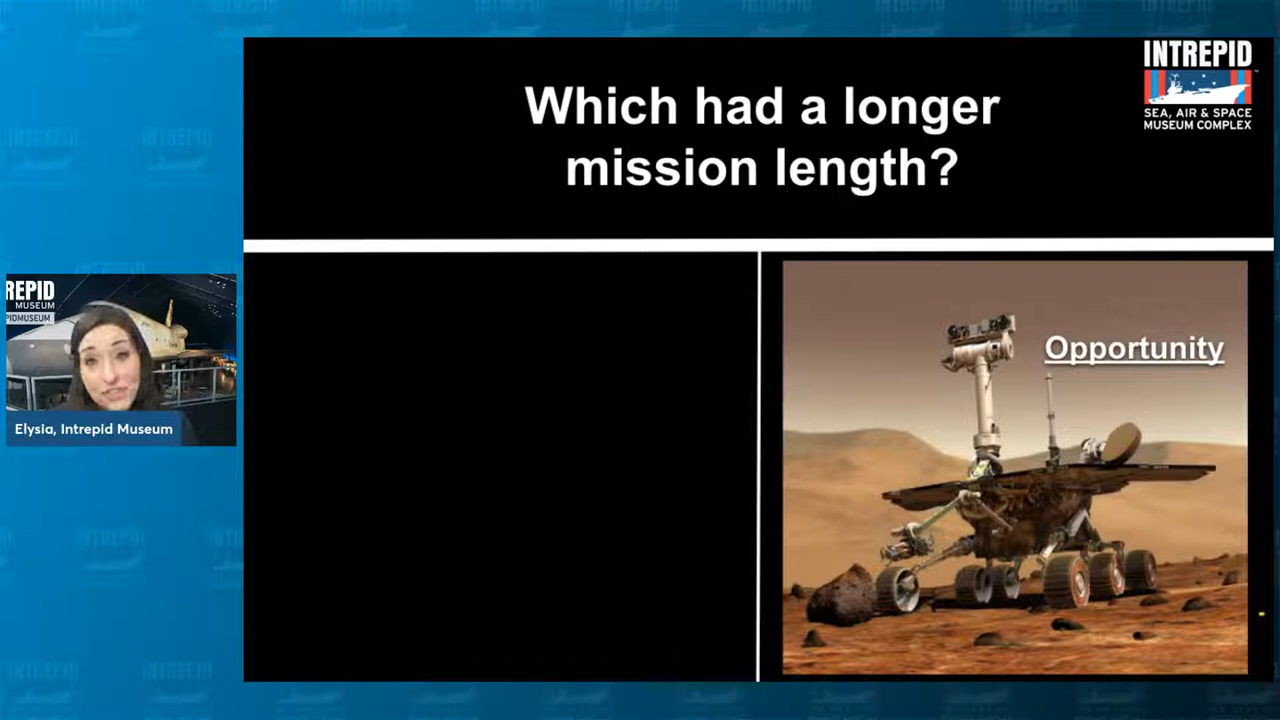 Which had a longer
mission length?
INTREPID
SEA, AIR & SPACE
MUSEUM COMPLEX
Opportunity
REPID
MUSEUM
PIDMUSEUM
Elysia, Intrepid Museum